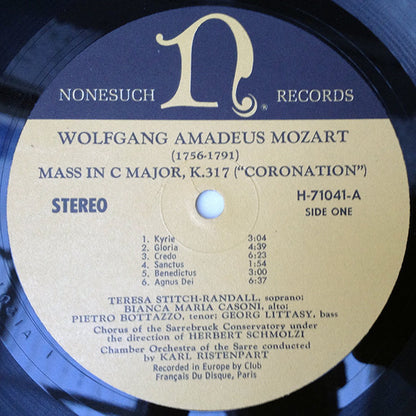 n®
NONESUCH RECORDS
WOLFGANG AMADEUS MOZART
(1756-1791)
MASS IN C MAJOR, K.317 ("CORONATION")
STEREO
H-71041-A
SIDE ONE
1. Kyrie 3:04
2. Gloria 4:39
3. Credo 6:23
4. Sanctus 1:54
5. Benedictus 3:00
6. Agnus Dei 6:37
TERESA STITCH-RANDALL, soprano;
BIANCA MARIA CASONI, alto;
PIETRO BOTTAZZO, tenor; GEORG LITTASY, bass
Chorus of the Sarrebruck Conservatory under
the direction of HERBERT SCHMOLZI
Chamber Orchestra of the Sarre conducted
by KARL RISTENPART
Recorded in Europe by Club
Français Du Disque, Paris